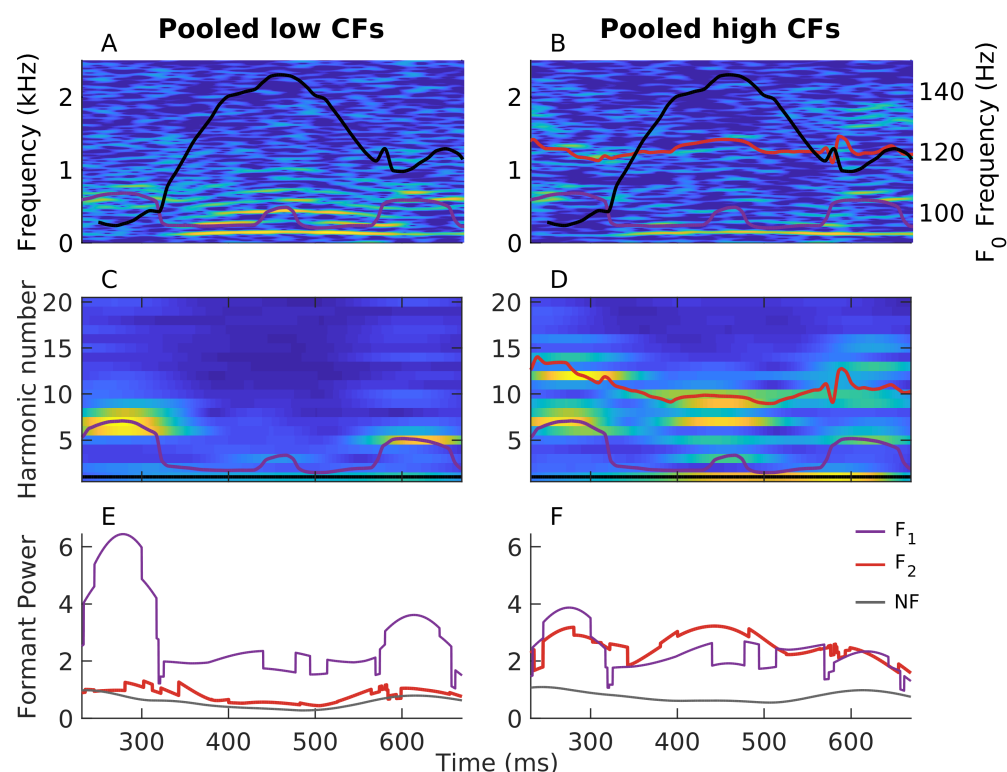 Pooled low CFs
Pooled high CFs
A
B
Frequency (kHz)
2
1
0
2
1
0
140
120
100
F0 Frequency (Hz)
C
D
Harmonic number
20
15
10
5
20
15
10
5
E
F
Formant Power
6
4
2
0
6
4
2
0
F1
F2
NF
300 400 500 600
300 400 500 600
Time (ms)